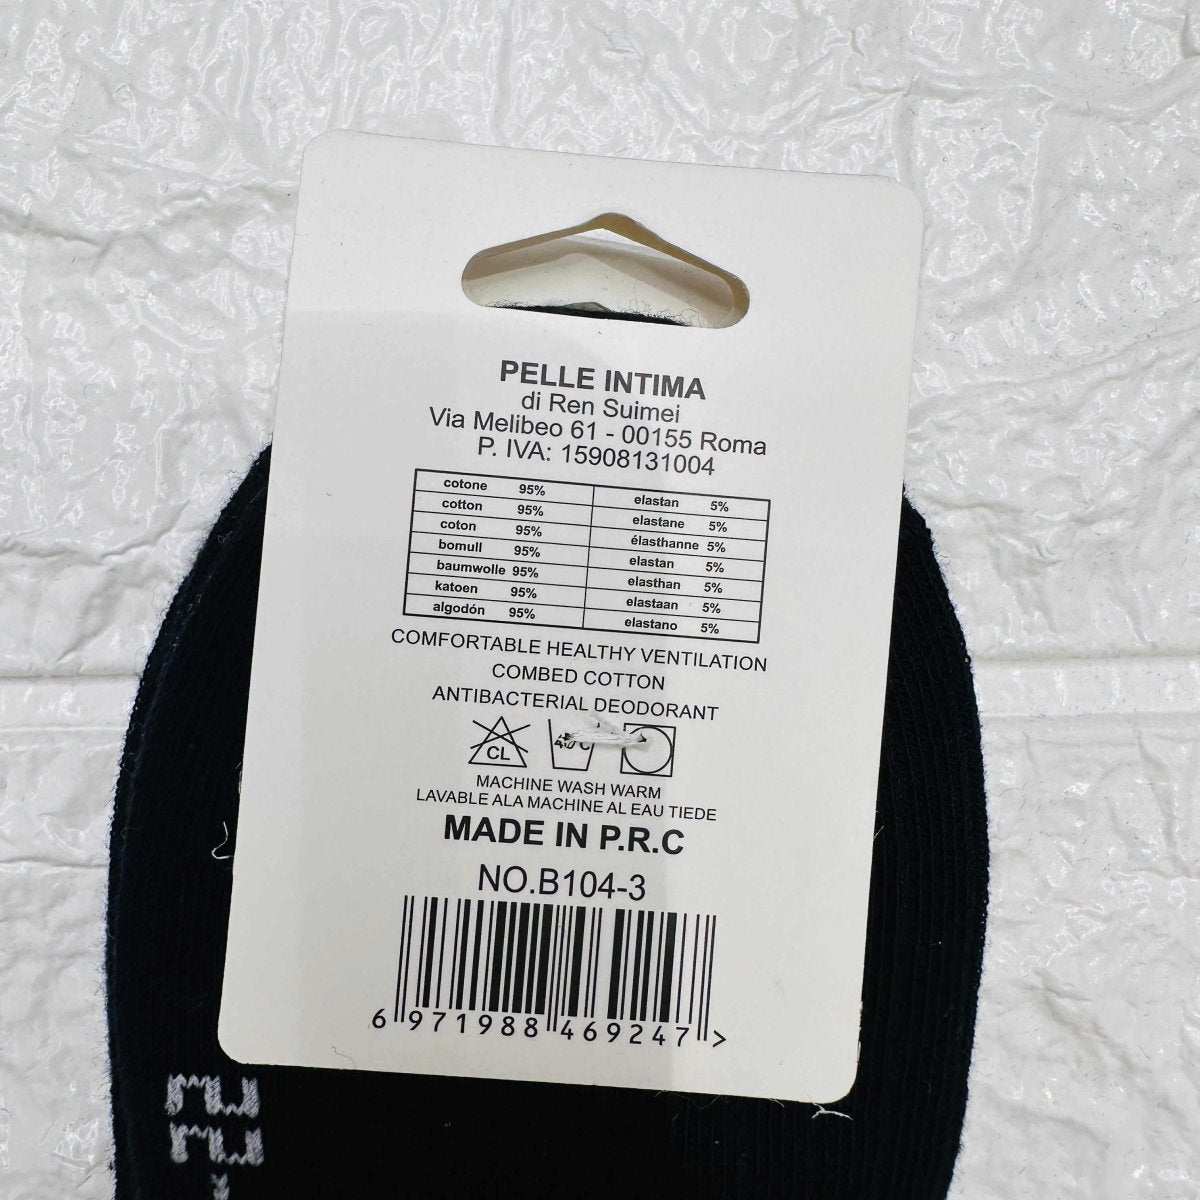 PELLE INTIMA
di Ren Suimei
Via Melibeo 61 - 00155 Roma
P. IVA: 15908131004
cotone 95% elastan 5%
cotton 95% elastane 5%
coton 95% élasthanne 5%
bomull 95% elastan 5%
baumwolle 95% elasthan 5%
katoen 95% elastaan 5%
algodón 95% elastano 5%
COMFORTABLE HEALTHY VENTILATION
COMBED COTTON
ANTIBACTERIAL DEODORANT
CL 40°C
MACHINE WASH WARM
LAVABLE ALA MACHINE AL EAU TIEDE
MADE IN P.R.C
NO.B104-3
6 971988 469247 >